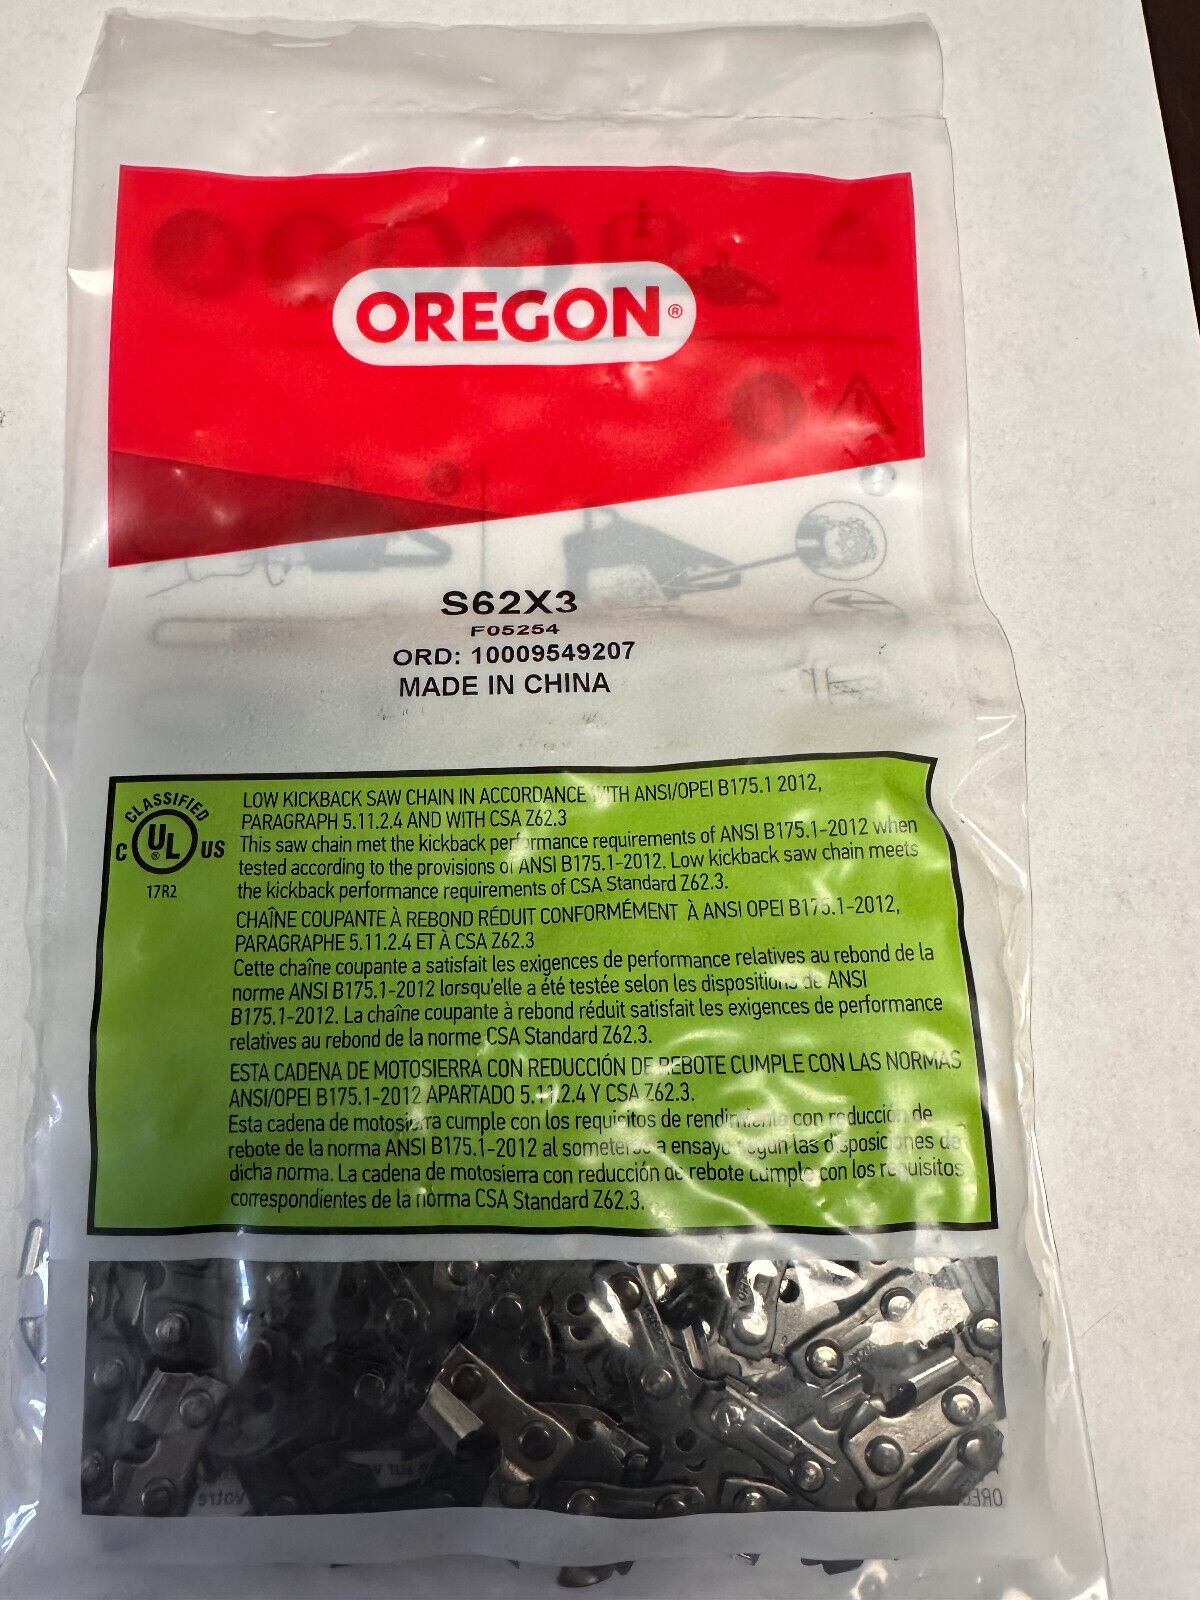 OREGON®
S62X3
F05254
ORD: 10009549207
MADE IN CHINA
CLASSIFIED
C UL® US
17R2
LOW KICKBACK SAW CHAIN IN ACCORDANCE WITH ANSI/OPEI B175.1 2012,
PARAGRAPH 5.11.2.4 AND WITH CSA Z62.3
This saw chain met the kickback performance requirements of ANSI B175.1-2012 when
tested according to the provisions of ANSI B175.1-2012. Low kickback saw chain meets
the kickback performance requirements of CSA Standard Z62.3.
CHAÎNE COUPANTE À REBOND RÉDUIT CONFORMÉMENT À ANSI OPEI B175.1-2012,
PARAGRAPHE 5.11.2.4 ET À CSA Z62.3
Cette chaîne coupante a satisfait les exigences de performance relatives au rebond de la
norme ANSI B175.1-2012 lorsqu'elle a été testée selon les dispositions de ANSI
B175.1-2012. La chaîne coupante à rebond réduit satisfait les exigences de performance
relatives au rebond de la norme CSA Standard Z62.3.
ESTA CADENA DE MOTOSIERRA CON REDUCCIÓN DE REBOTE CUMPLE CON LAS NORMAS
ANSI/OPEI B175.1-2012 APARTADO 5.11.2.4 Y CSA Z62.3.
Esta cadena de motosierra cumple con los requisitos de rendimiento con reducción de
rebote de la norma ANSI B175.1-2012 al someterse a ensayo según las disposiciones de
dicha norma. La cadena de motosierra con reducción de rebote cumple con los requisitos
correspondientes de la norma CSA Standard Z62.3.